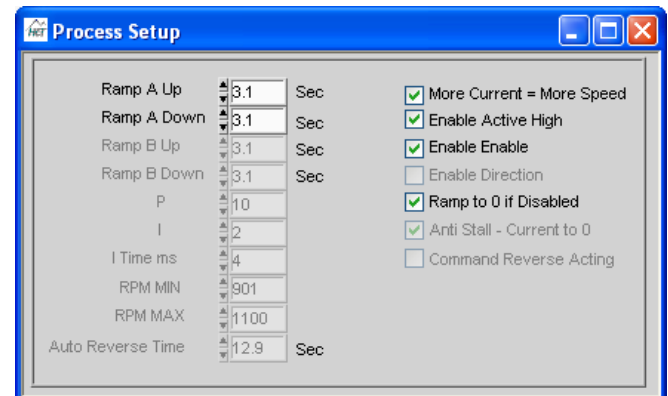 HCT Process Setup
Ramp A Up 3.1 Sec
Ramp A Down 3.1 Sec
Ramp B Up 3.1 Sec
Ramp B Down 3.1 Sec
P 10
I 2
I Time ms 4
RPM MIN 901
RPM MAX 1100
Auto Reverse Time 12.9 Sec
More Current = More Speed
Enable Active High
Enable Enable
Enable Direction
Ramp to 0 if Disabled
Anti Stall - Current to 0
Command Reverse Acting